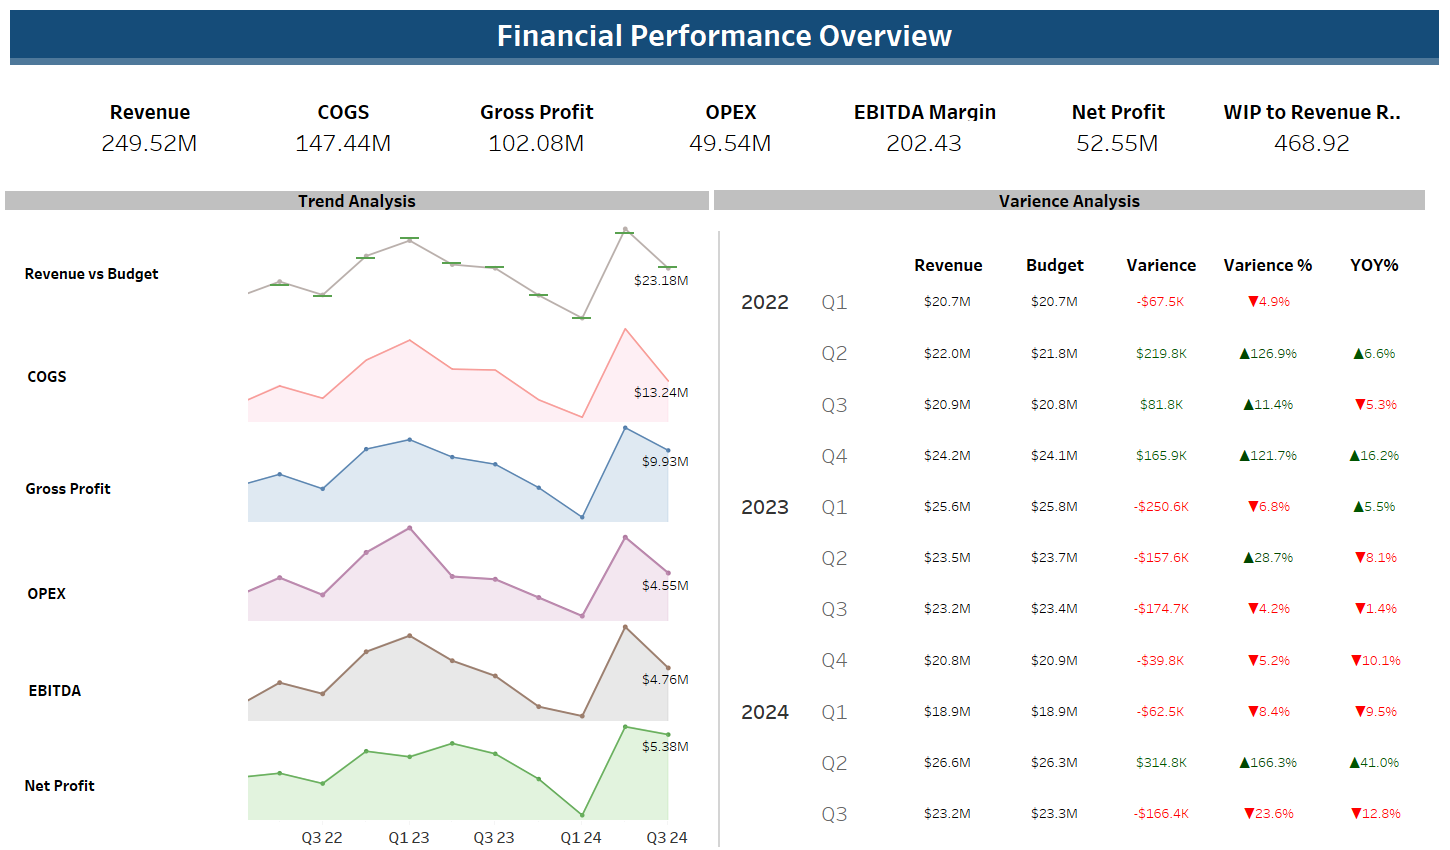 Financial Performance Overview
Revenue COGS Gross Profit OPEX EBITDA Margin Net Profit WIP to Revenue R..
249.52M 147.44M 102.08M 49.54M 202.43 52.55M 468.92
Trend Analysis
Revenue vs Budget
$23.18M
COGS
$13.24M
Gross Profit
$9.93M
OPEX
$4.55M
EBITDA
$4.76M
Net Profit
$5.38M
Q3 22 Q1 23 Q3 23 Q1 24 Q3 24
Varience Analysis
Revenue Budget Varience Varience % YOY%
2022 Q1 $20.7M $20.7M -$67.5K ▼4.9%
Q2 $22.0M $21.8M $219.8K ▲126.9% ▲6.6%
Q3 $20.9M $20.8M $81.8K ▲11.4% ▼5.3%
Q4 $24.2M $24.1M $165.9K ▲121.7% ▲16.2%
2023 Q1 $25.6M $25.8M -$250.6K ▼6.8% ▲5.5%
Q2 $23.5M $23.7M -$157.6K ▲28.7% ▼8.1%
Q3 $23.2M $23.4M -$174.7K ▼4.2% ▼1.4%
Q4 $20.8M $20.9M -$39.8K ▼5.2% ▼10.1%
2024 Q1 $18.9M $18.9M -$62.5K ▼8.4% ▼9.5%
Q2 $26.6M $26.3M $314.8K ▲166.3% ▲41.0%
Q3 $23.2M $23.3M -$166.4K ▼23.6% ▼12.8%